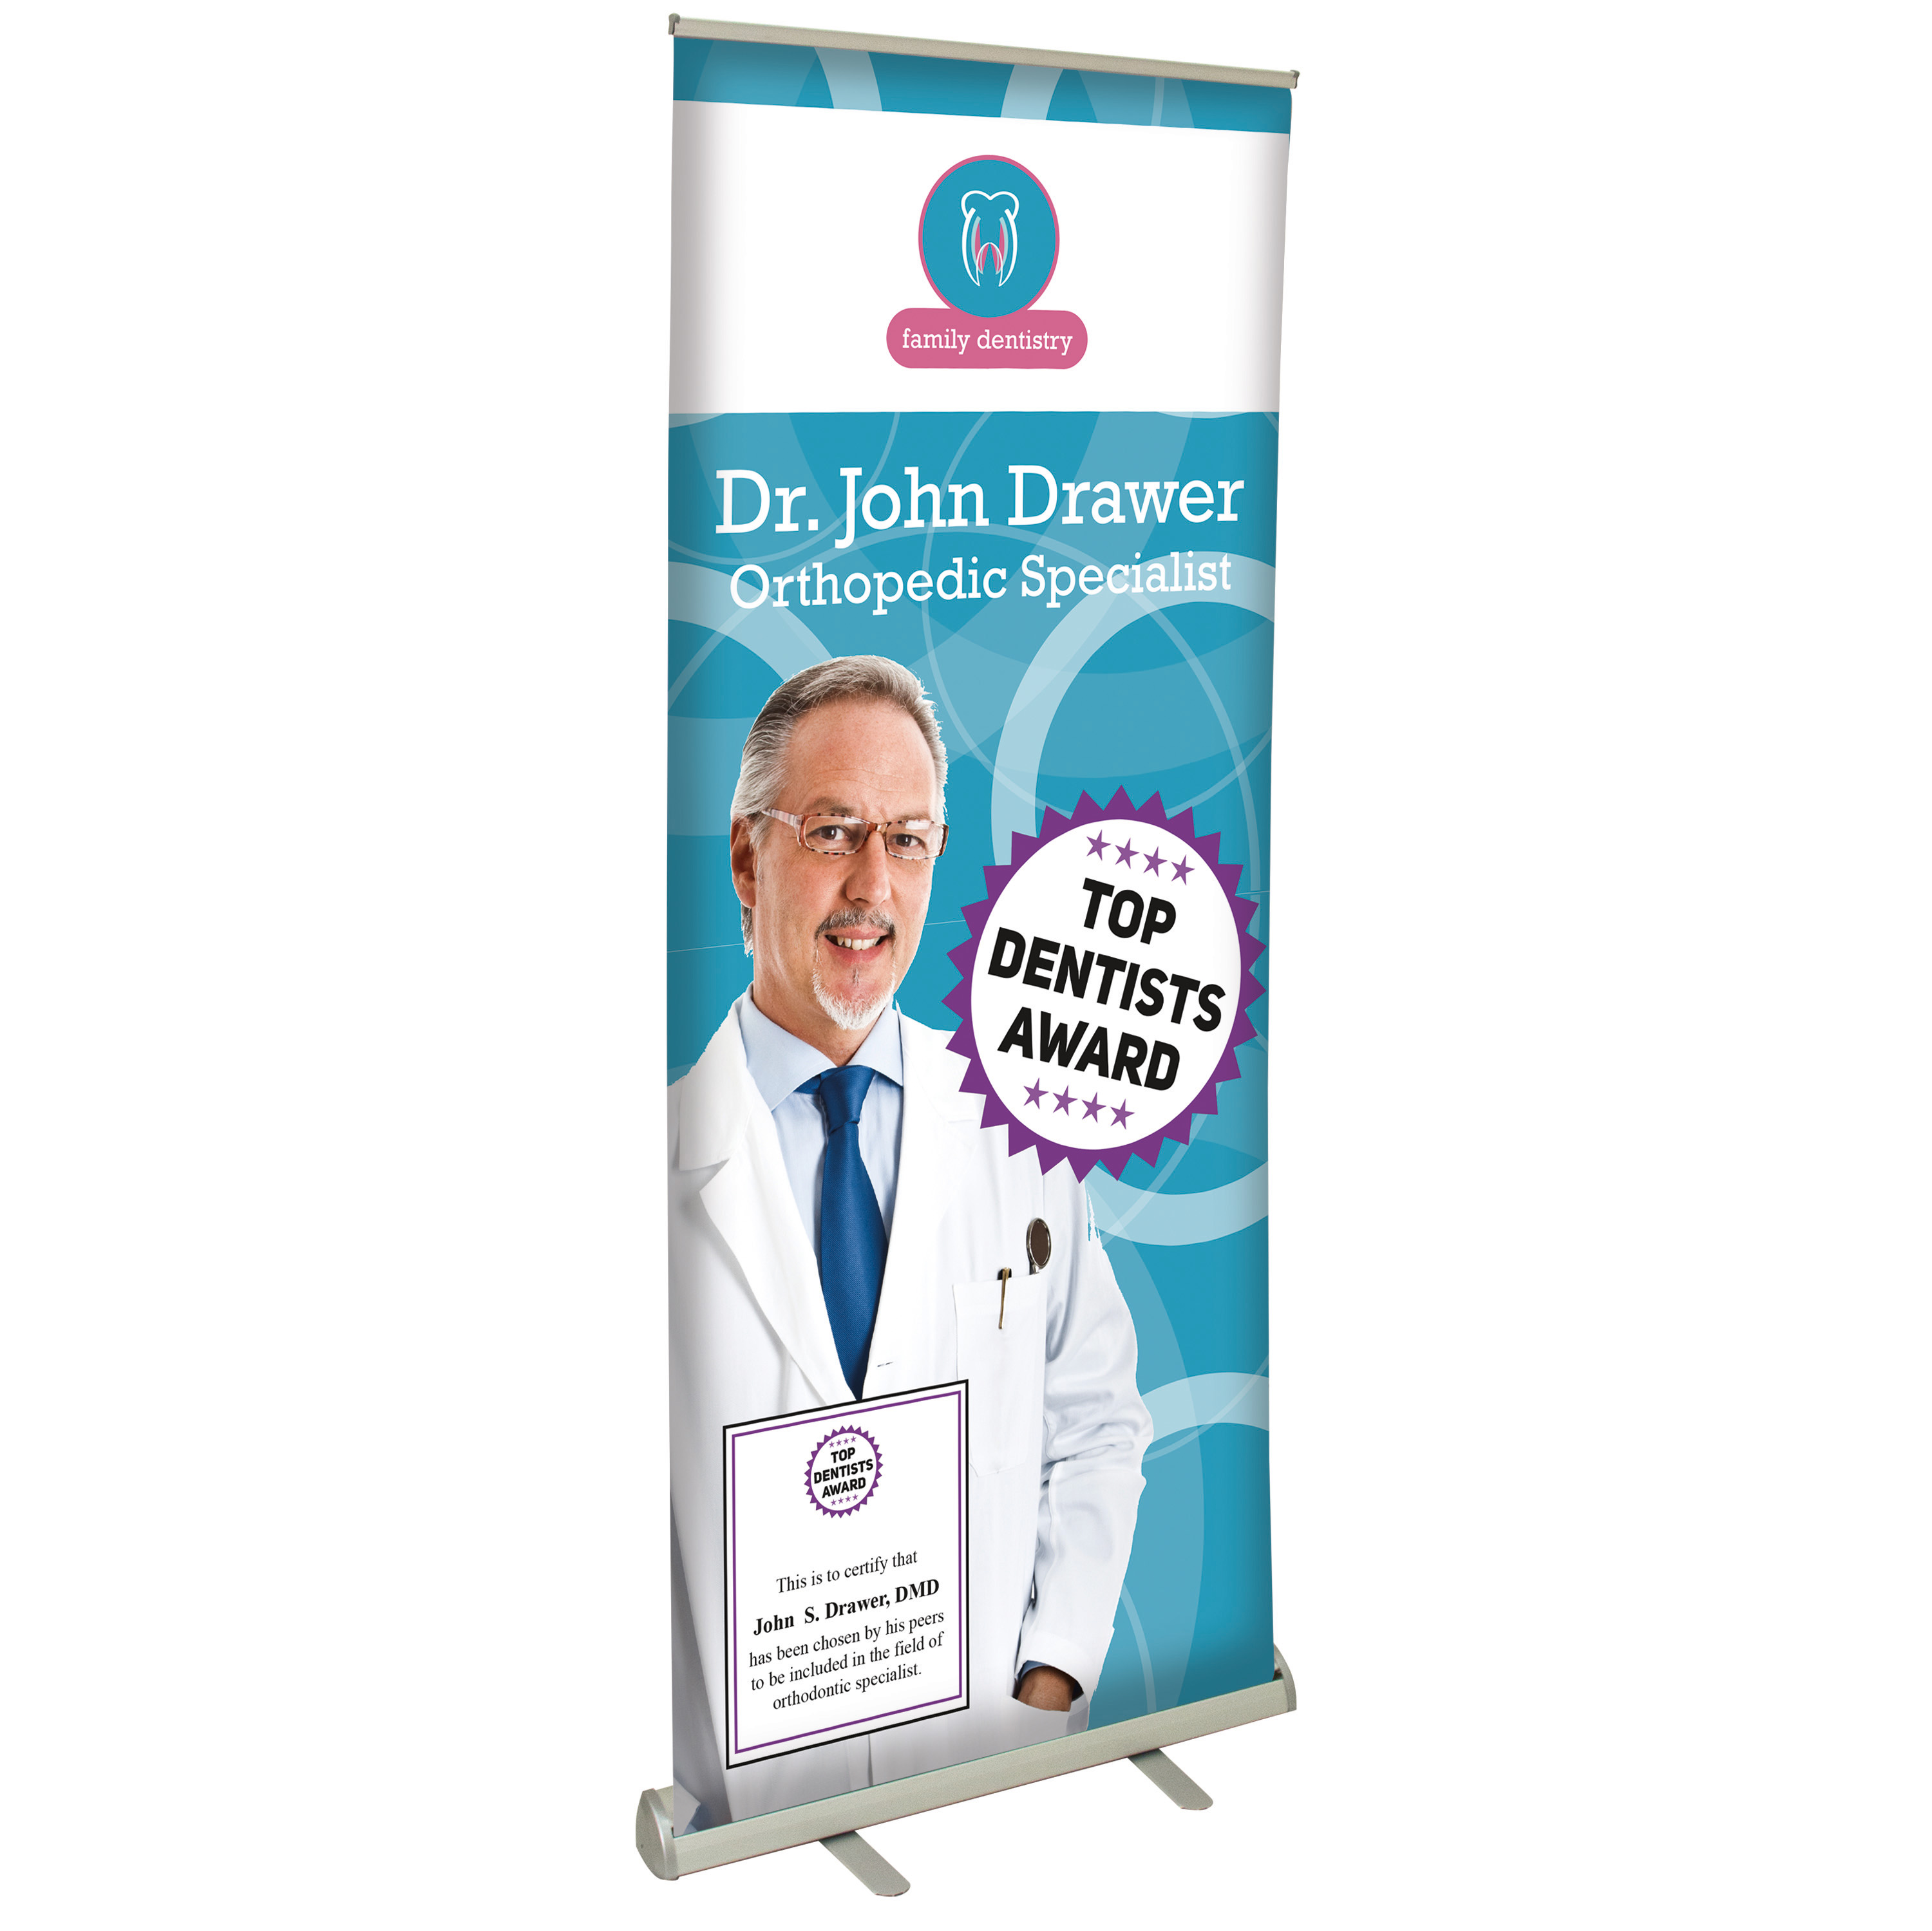 family dentistry
Dr. John Drawer
Orthopedic Specialist
TOP
DENTISTS
AWARD
TOP
DENTISTS
AWARD
This is to certify that
John S. Drawer, DMD
has been chosen by his peers
to be included in the field of
orthodontic specialist.